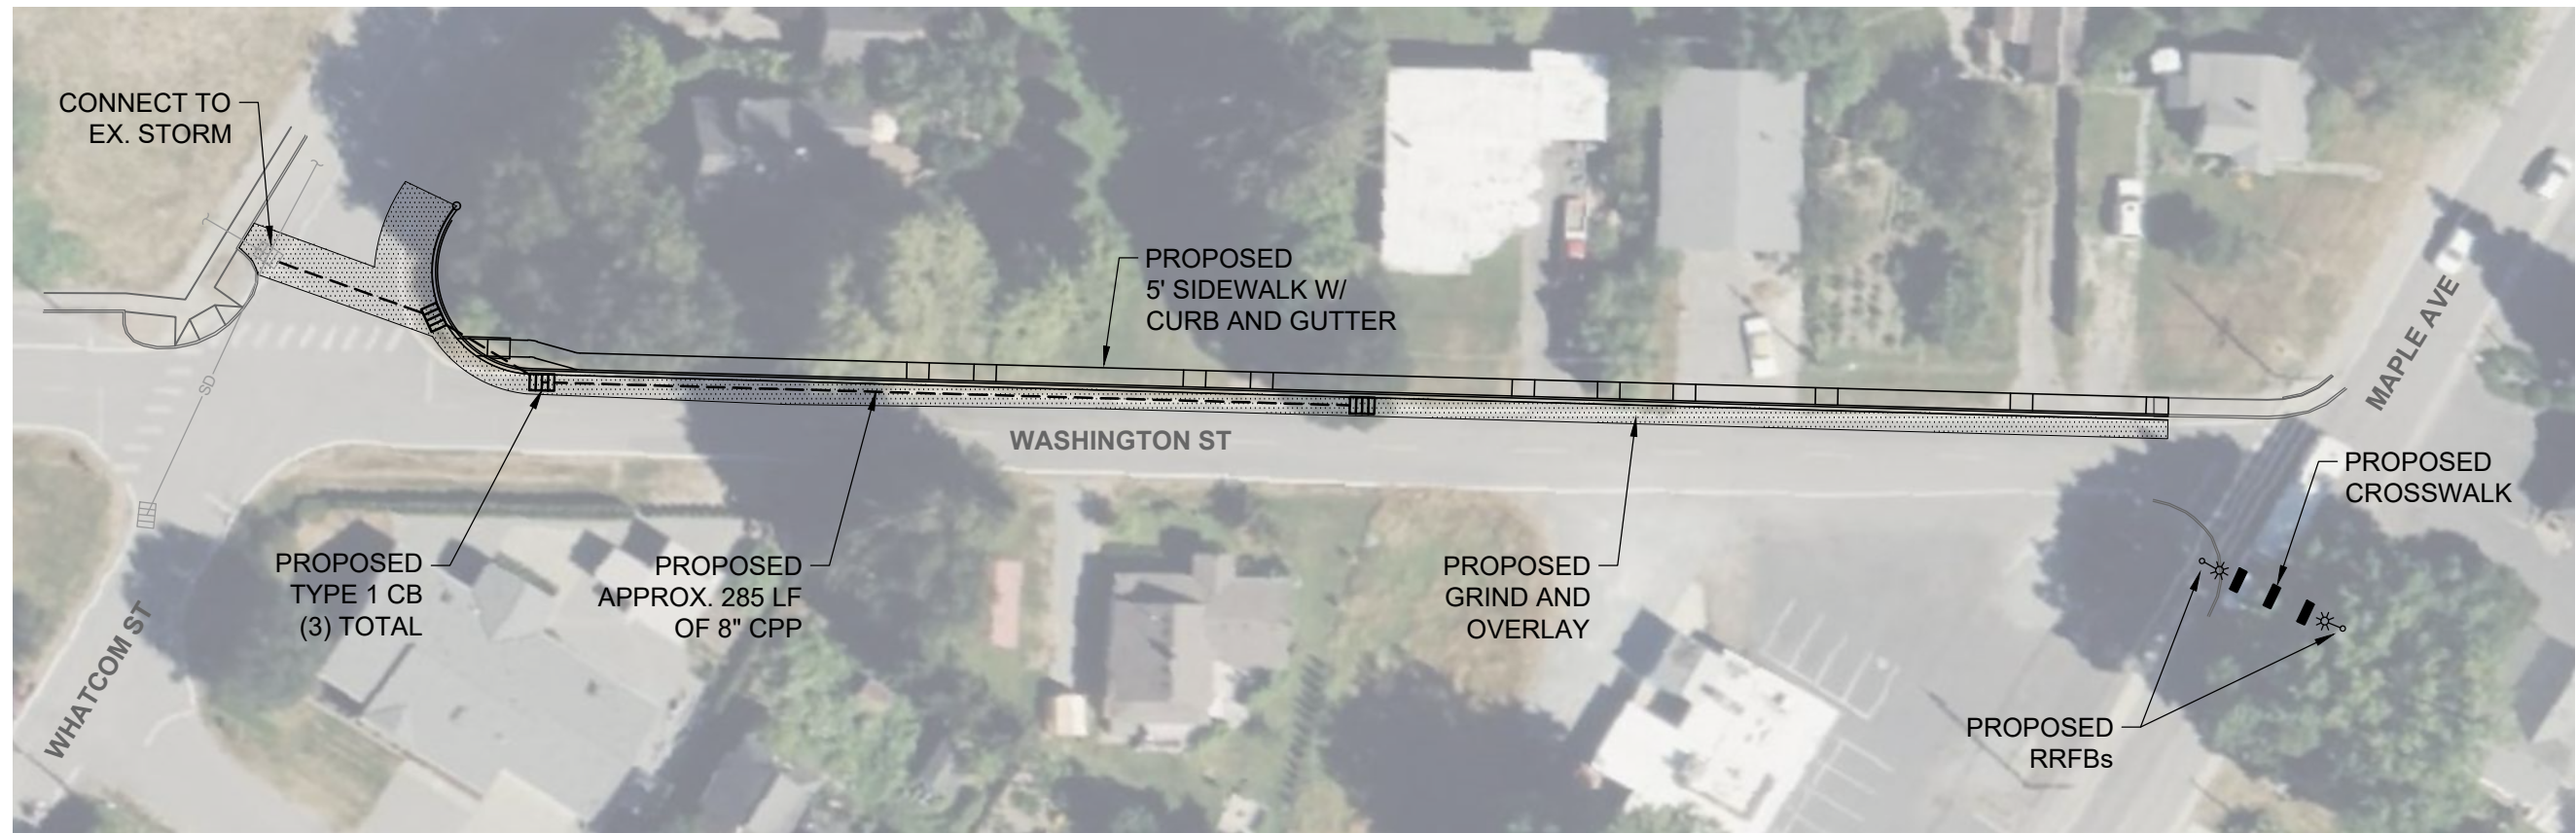 CONNECT TO
EX. STORM
PROPOSED
5' SIDEWALK W/
CURB AND GUTTER
MAPLE AVE
SD
WASHINGTON ST
PROPOSED
CROSSWALK
PROPOSED
TYPE 1 CB
(3) TOTAL
PROPOSED
APPROX. 285 LF
OF 8" CPP
PROPOSED
GRIND AND
OVERLAY
WHATCOM ST
PROPOSED
RRFBs